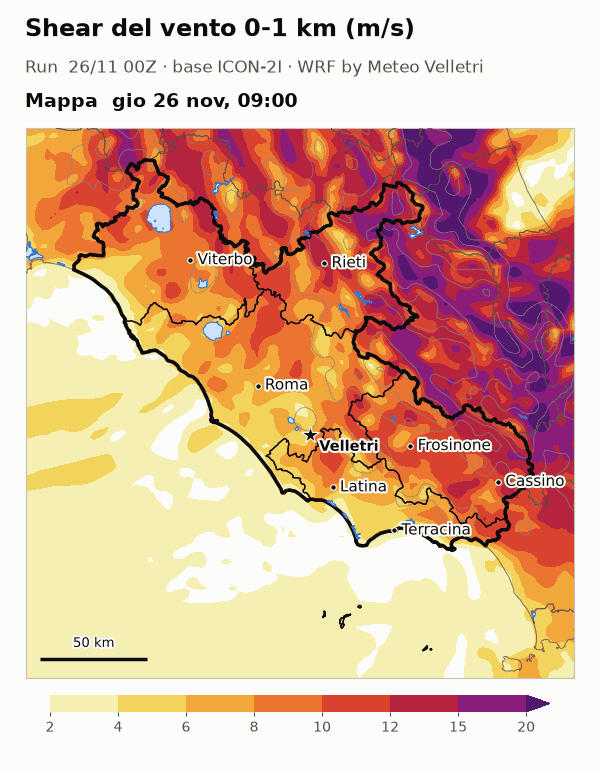 Shear del vento 0-1 km (m/s)
Run  26/11 00Z · base ICON-2I · WRF by Meteo Velletri
Mappa  gio 26 nov, 09:00
Viterbo
Rieti
Roma
Velletri
Frosinone
Latina
Cassino
Terracina
50 km
2 4 6 8 10 12 15 20